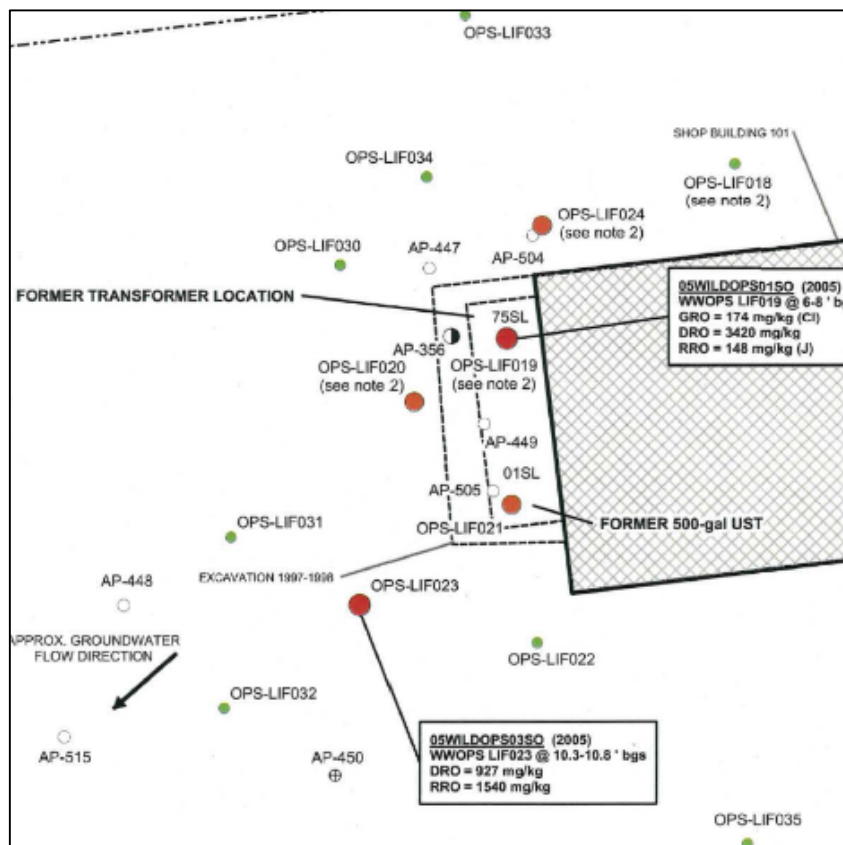 OPS-LIF033
SHOP BUILDING 101
OPS-LIF034
OPS-LIF018
(see note 2)
OPS-LIF024
(see note 2)
OPS-LIF030
AP-447
AP-504
FORMER TRANSFORMER LOCATION
05WILDOPS01SO (2005)
WWOPS LIF019 @ 6-8 ' bg
GRO = 174 mg/kg (CI)
DRO = 3420 mg/kg
RRO = 148 mg/kg (J)
75SL
AP-356
OPS-LIF020
(see note 2)
OPS-LIF019
(see note 2)
AP-449
01SL
AP-505
OPS-LIF021
FORMER 500-gal UST
OPS-LIF031
EXCAVATION 1997-1998
AP-448
OPS-LIF023
APPROX. GROUNDWATER
FLOW DIRECTION
OPS-LIF022
OPS-LIF032
AP-515
AP-450
05WILDOPS03SO (2005)
WWOPS LIF023 @ 10.3-10.8 ' bgs
DRO = 927 mg/kg
RRO = 1540 mg/kg
OPS-LIF035